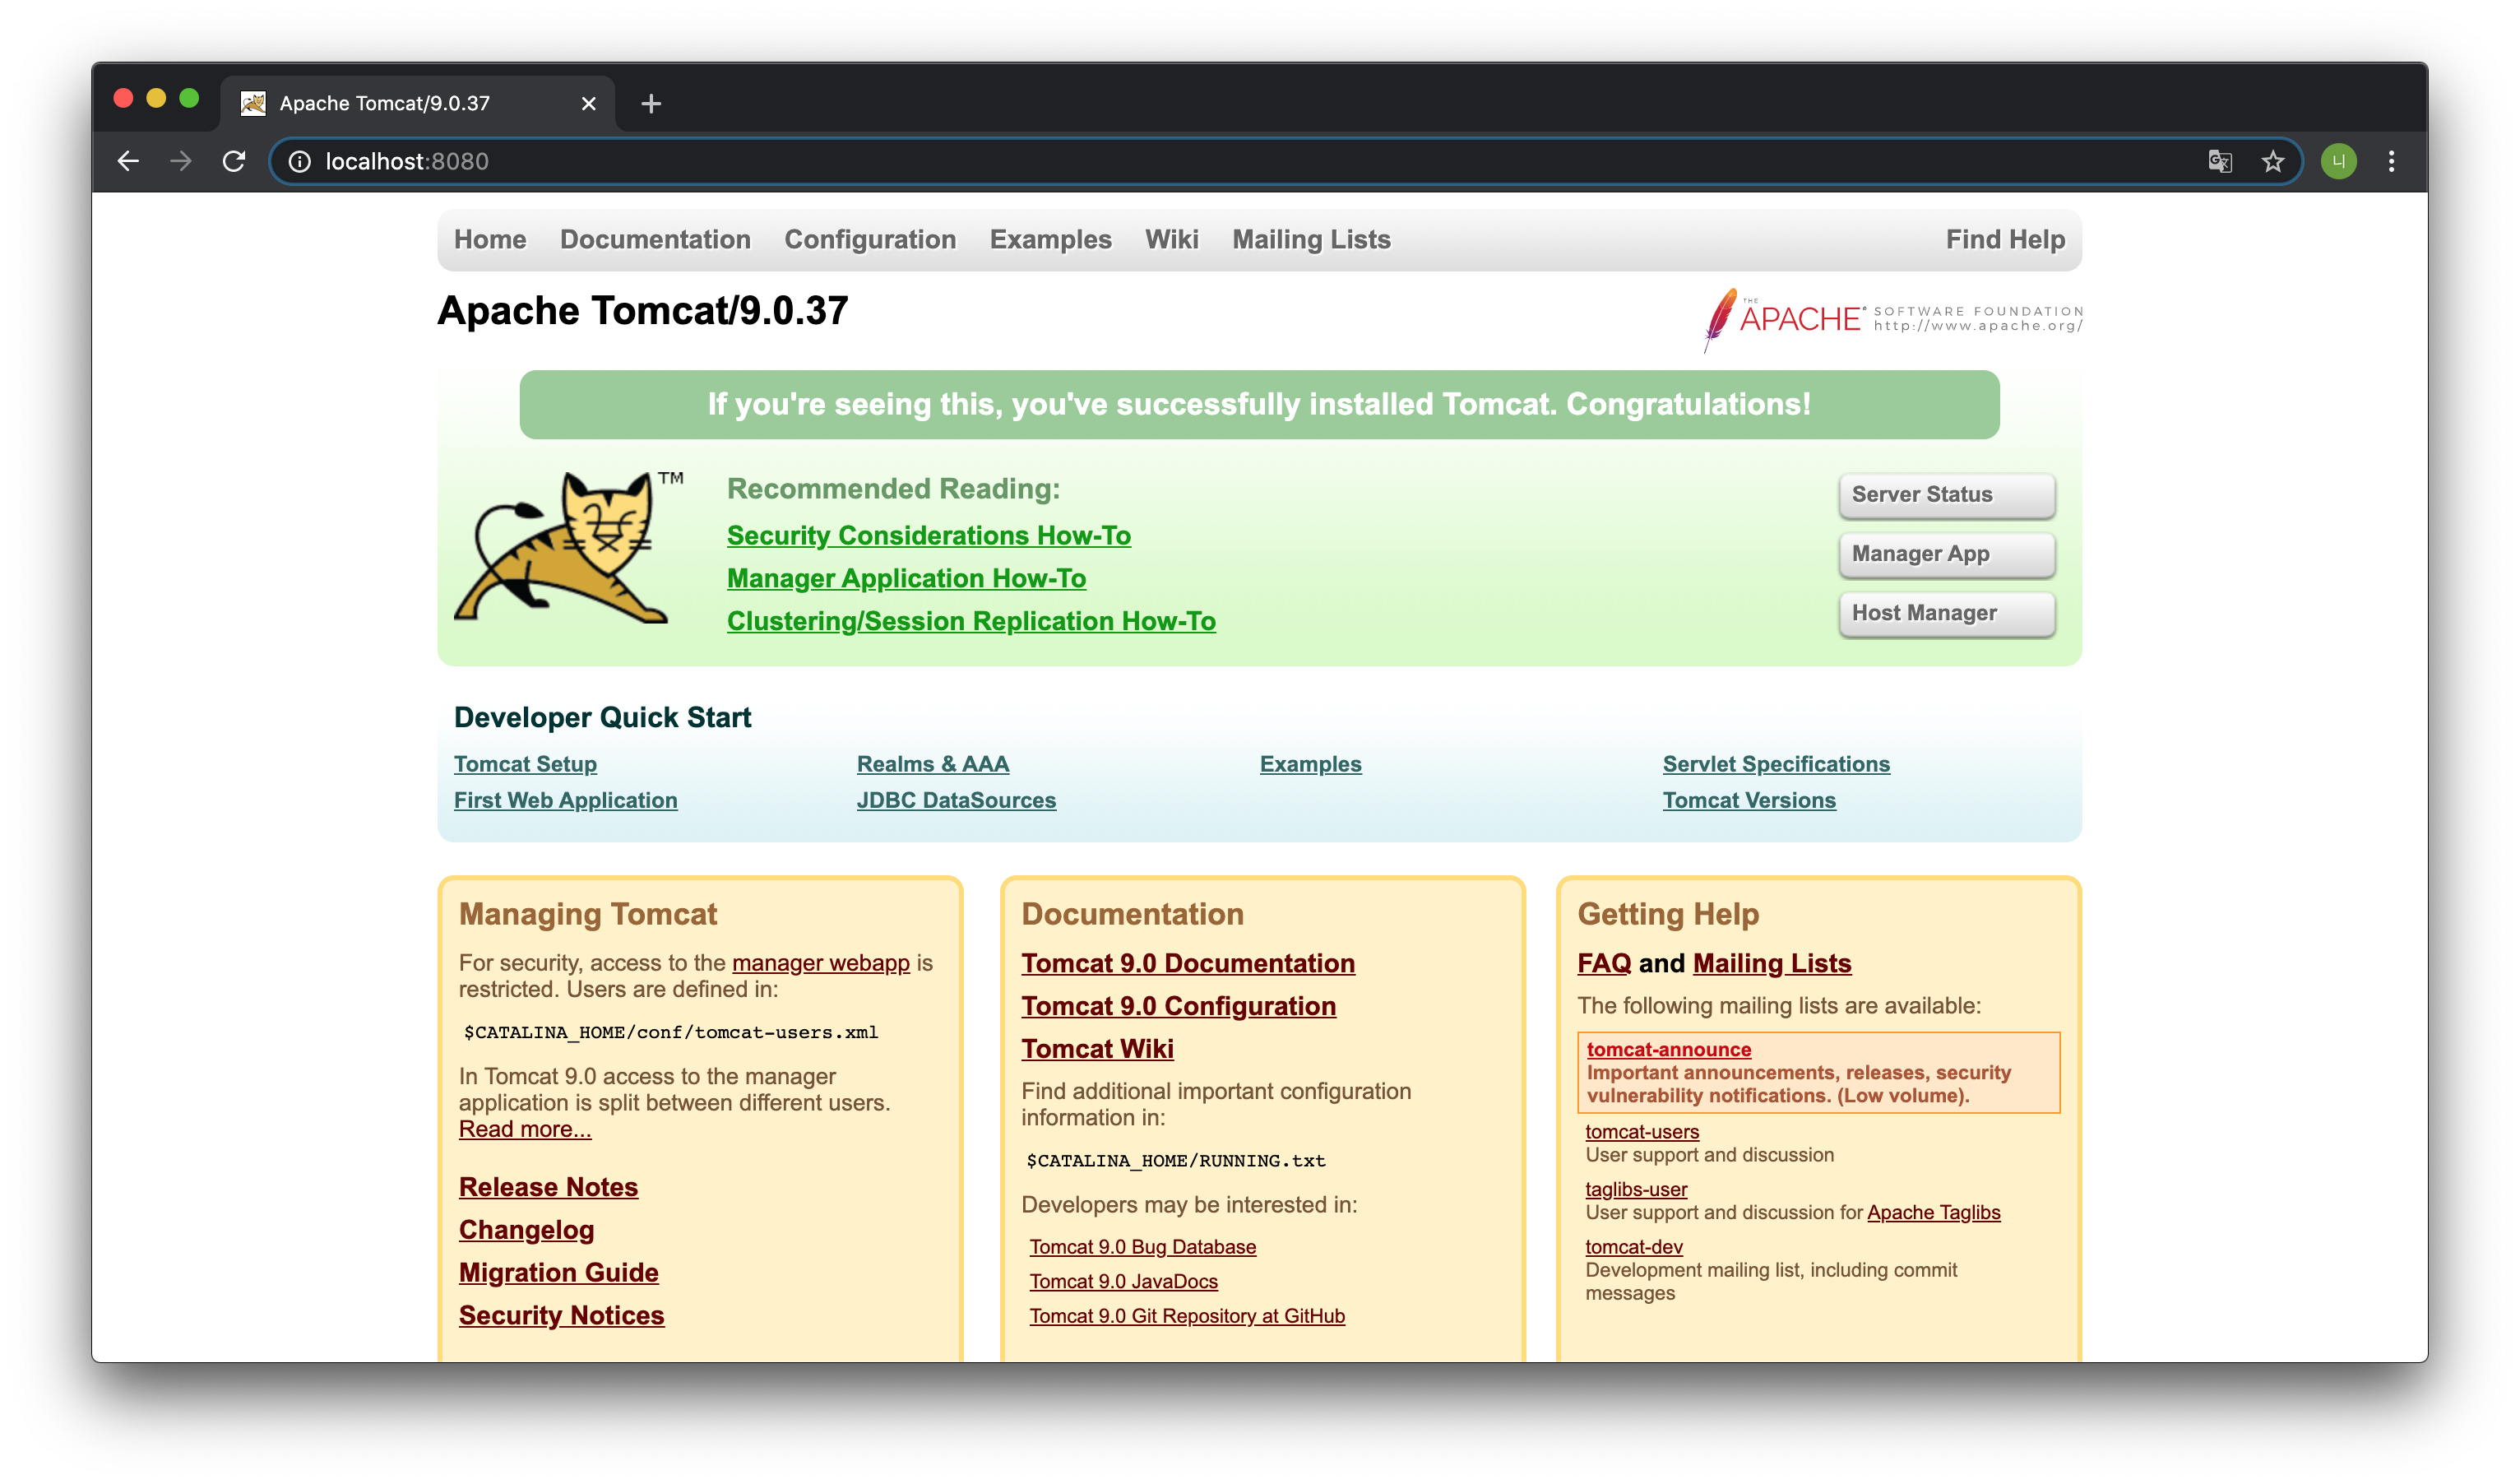 Apache Tomcat/9.0.37
localhost:8080
니
Home Documentation Configuration Examples Wiki Mailing Lists Find Help
Apache Tomcat/9.0.37
THE APACHE® SOFTWARE FOUNDATION
http://www.apache.org/
If you're seeing this, you've successfully installed Tomcat. Congratulations!
TM
Recommended Reading:
Security Considerations How-To
Manager Application How-To
Clustering/Session Replication How-To
Server Status
Manager App
Host Manager
Developer Quick Start
Tomcat Setup
First Web Application
Realms & AAA
JDBC DataSources
Examples
Servlet Specifications
Tomcat Versions
Managing Tomcat
For security, access to the manager webapp is
restricted. Users are defined in:
$CATALINA_HOME/conf/tomcat-users.xml
In Tomcat 9.0 access to the manager
application is split between different users.
Read more...
Release Notes
Changelog
Migration Guide
Security Notices
Documentation
Tomcat 9.0 Documentation
Tomcat 9.0 Configuration
Tomcat Wiki
Find additional important configuration
information in:
$CATALINA_HOME/RUNNING.txt
Developers may be interested in:
Tomcat 9.0 Bug Database
Tomcat 9.0 JavaDocs
Tomcat 9.0 Git Repository at GitHub
Getting Help
FAQ and Mailing Lists
The following mailing lists are available:
tomcat-announce
Important announcements, releases, security
vulnerability notifications. (Low volume).
tomcat-users
User support and discussion
taglibs-user
User support and discussion for Apache Taglibs
tomcat-dev
Development mailing list, including commit
messages